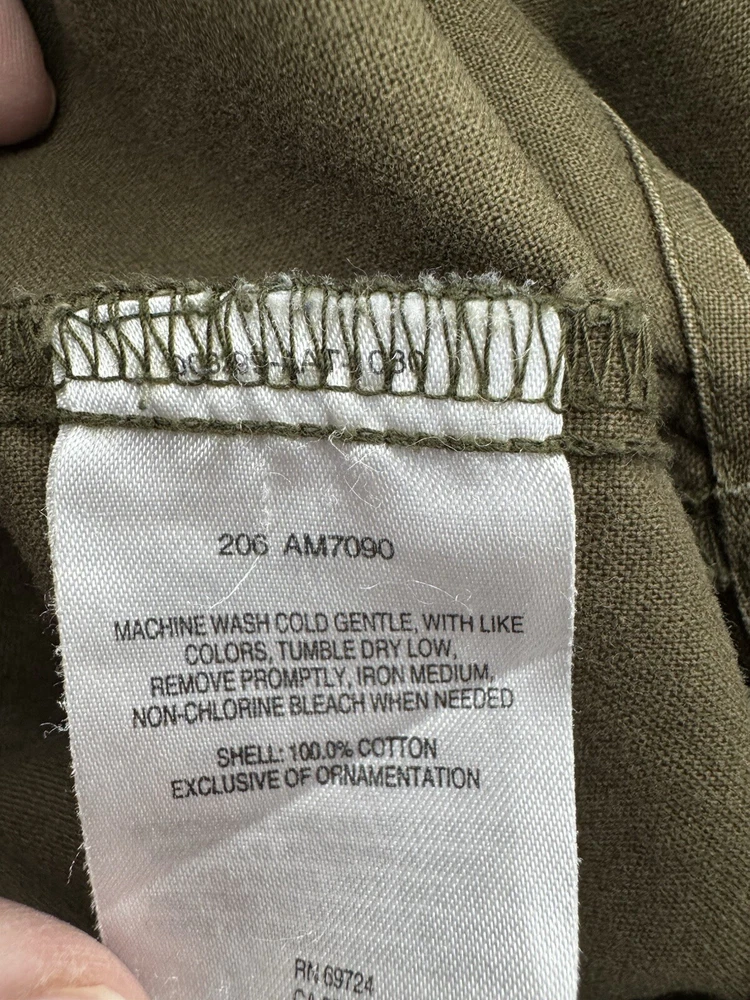 206 AM7090
MACHINE WASH COLD GENTLE, WITH LIKE
COLORS, TUMBLE DRY LOW,
REMOVE PROMPTLY, IRON MEDIUM,
NON-CHLORINE BLEACH WHEN NEEDED
SHELL: 100.0% COTTON
EXCLUSIVE OF ORNAMENTATION
RN 69724